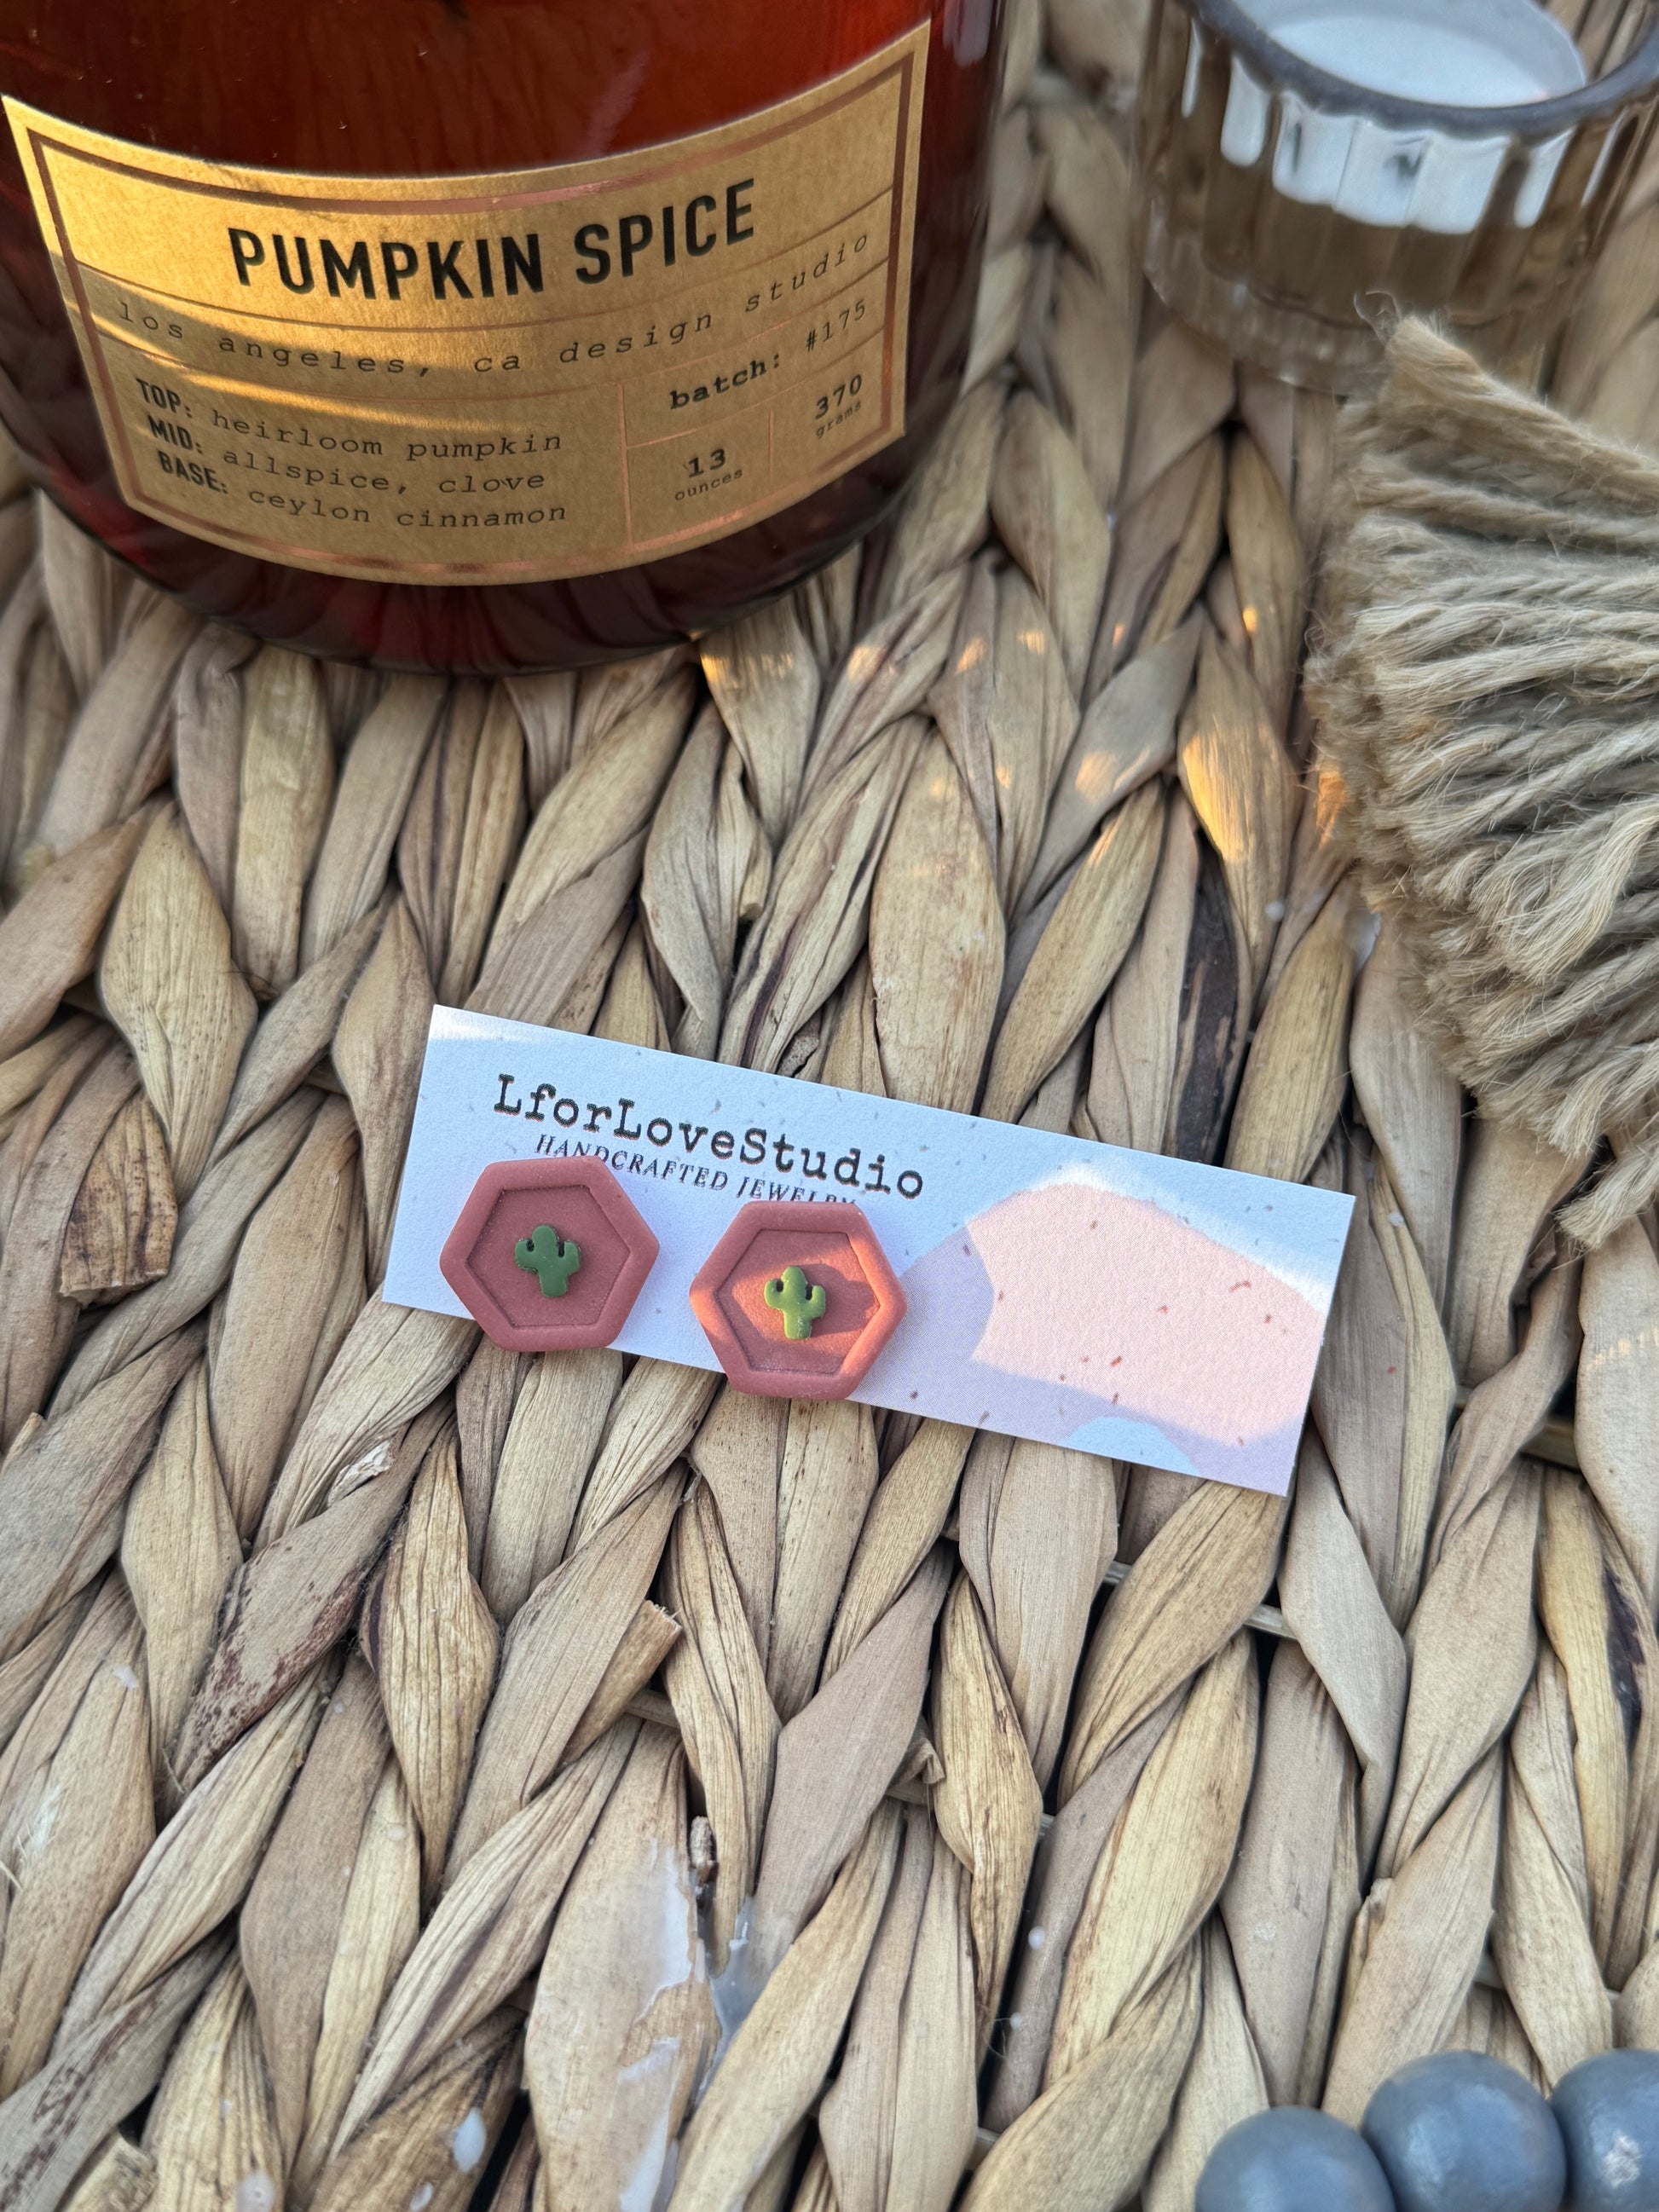 PUMPKIN SPICE
los angeles, ca design studio
TOP: heirloom pumpkin
MID: allspice, clove
BASE: ceylon cinnamon
batch: #175
13
ounces
370
grams
LforLoveStudio
HANDCRAFTED JEWELRY